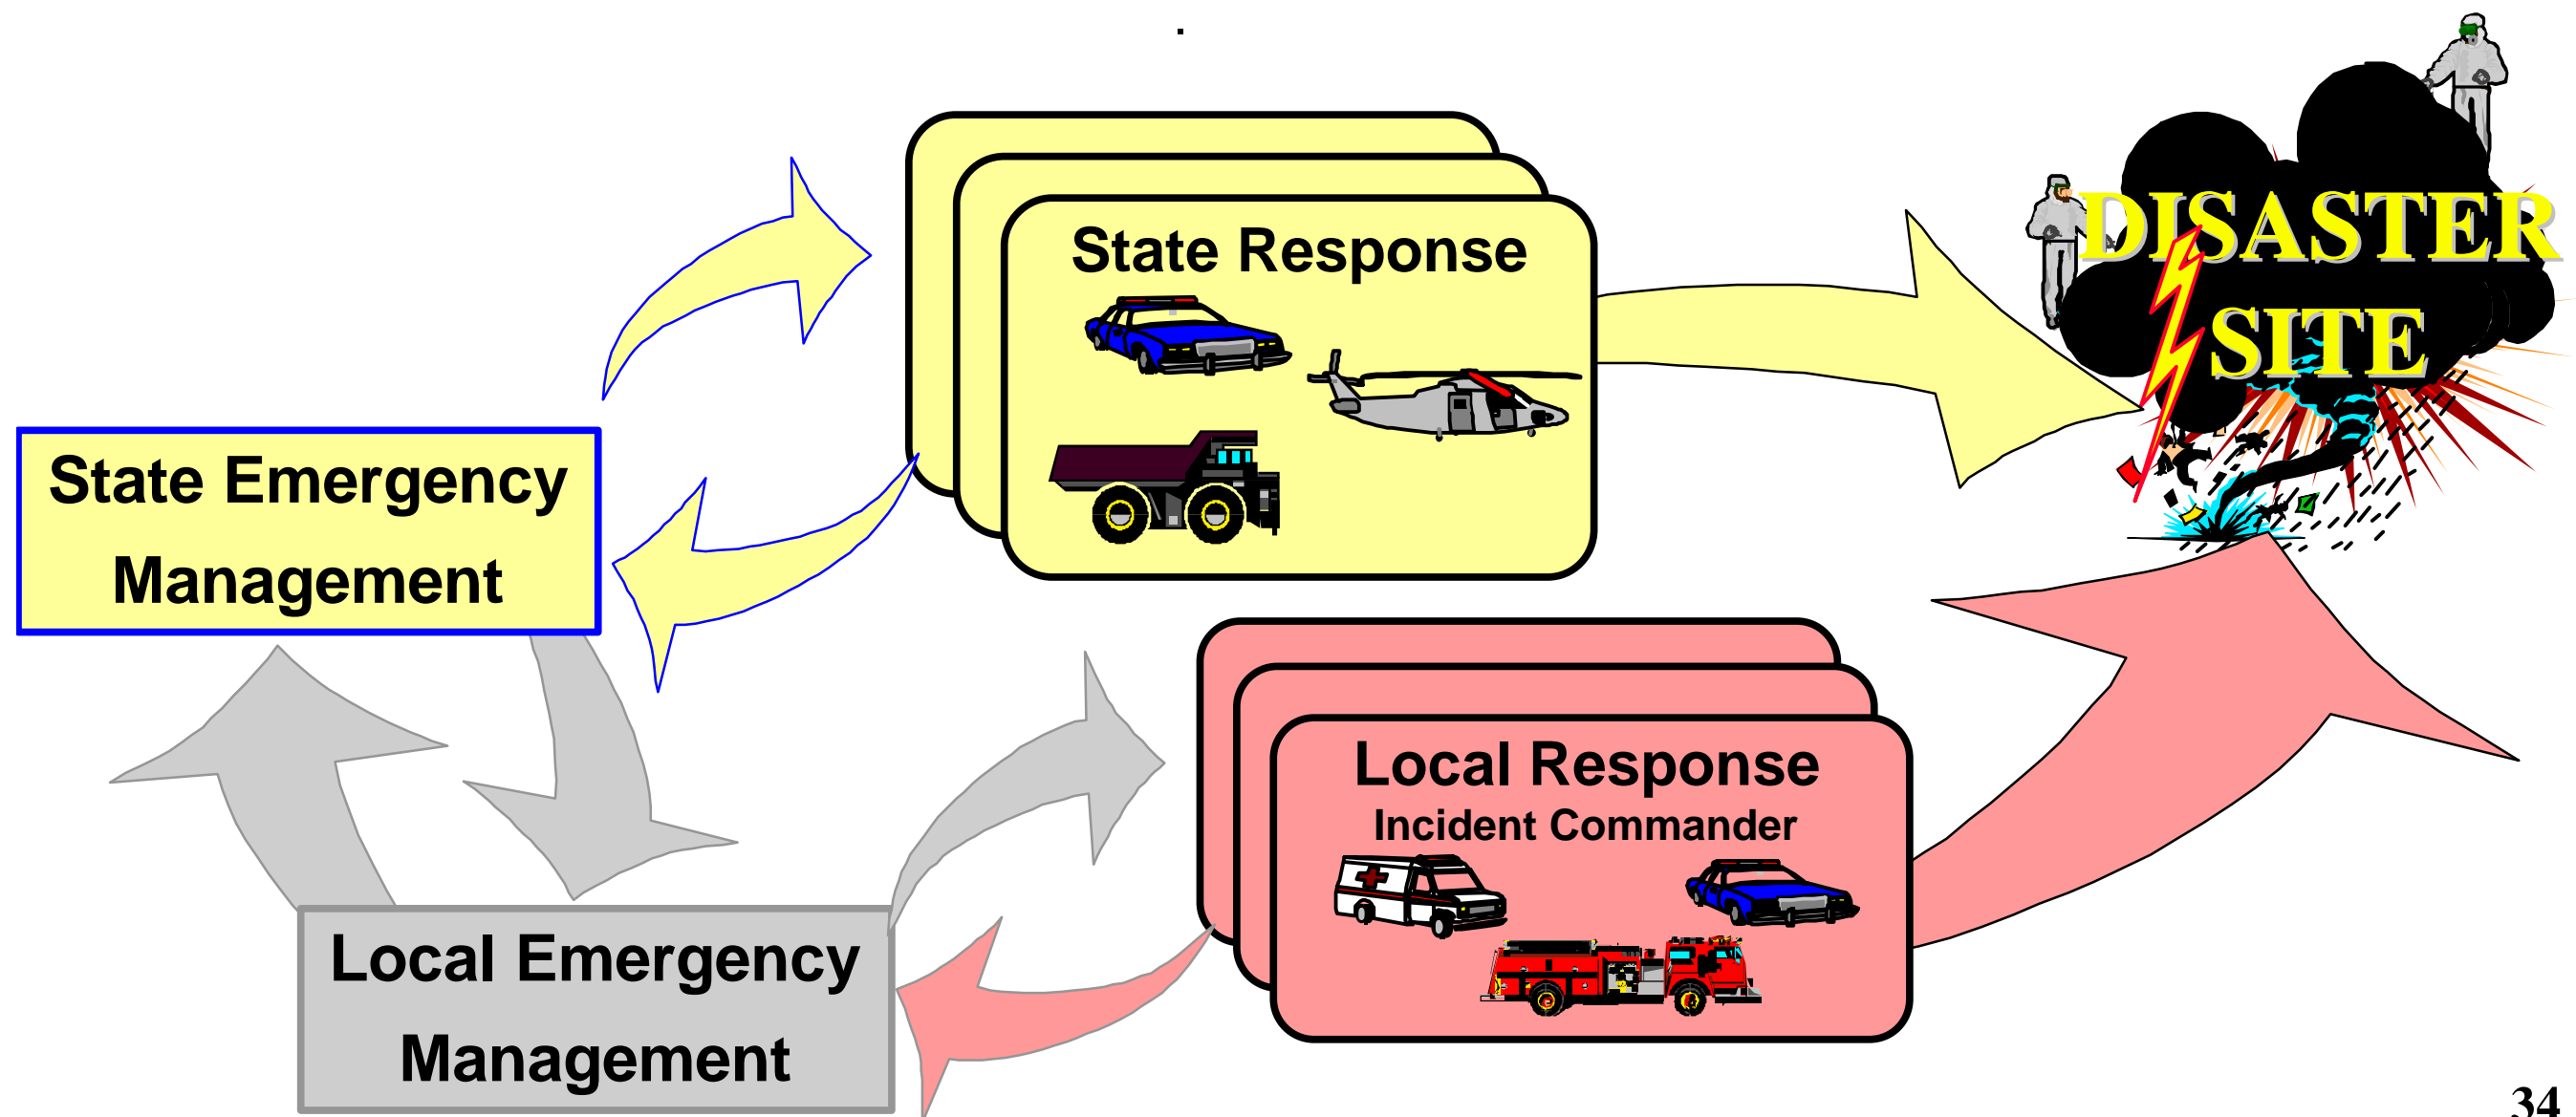 .
State Response
DISASTER
SITE
State Emergency
Management
Local Response
Incident Commander
Local Emergency
Management
34